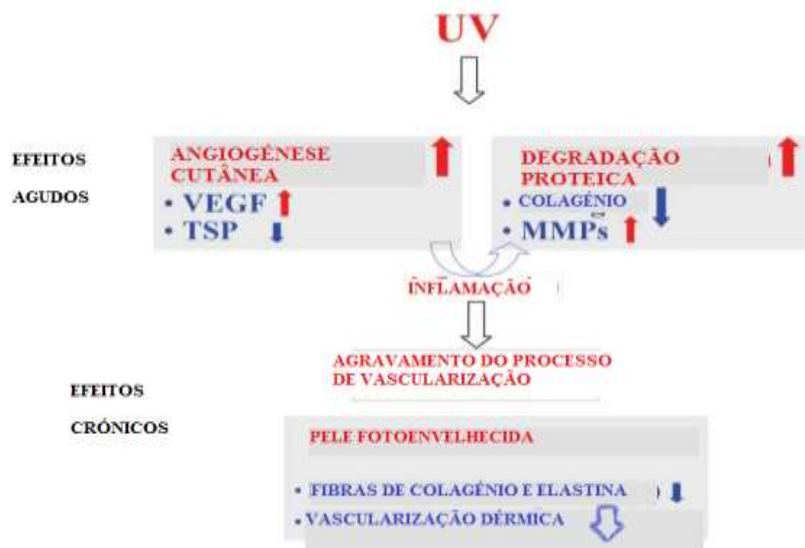 UV
EFEITOS
AGUDOS
ANGIOGÉNESE
CUTÂNEA
• VEGF
• TSP
DEGRADAÇÃO
PROTEICA
• COLAGÉNIO
• MMPs
INFLAMAÇÃO
AGRAVAMENTO DO PROCESSO
DE VASCULARIZAÇÃO
EFEITOS
CRÓNICOS
PELE FOTOENVELHECIDA
• FIBRAS DE COLAGÉNIO E ELASTINA
• VASCULARIZAÇÃO DÉRMICA